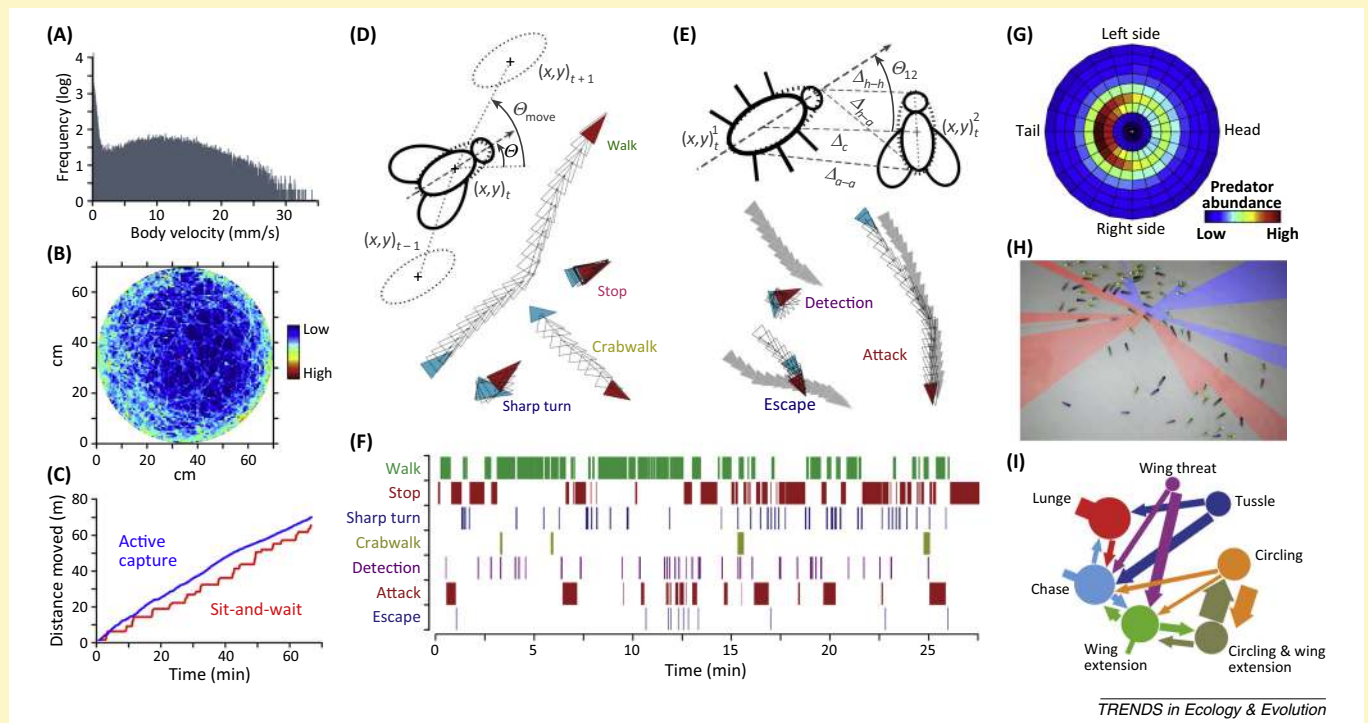 (A)
4
3
2
1
0
Frequency (log)
0 10 20 30
Body velocity (mm/s)
(B)
60
40
20
0
cm
0 20 40 60
cm
Low
High
(C)
80
60
40
20
0
Distance moved (m)
Active
capture
Sit-and-wait
0 20 40 60
Time (min)
(D)
(x,y)t+1
Θmove
Θ
(x,y)t
(x,y)t−1
Walk
Stop
Crabwalk
Sharp turn
(E)
Θ12
Δh–h
Δh–a
(x,y)t1
(x,y)t2
Δc
Δa–a
Detection
Attack
Escape
(F)
Walk
Stop
Sharp turn
Crabwalk
Detection
Attack
Escape
0 5 10 15 20 25
Time (min)
(G)
Left side
Tail
Head
Right side
Predator
abundance
Low High
(H)
(I)
Wing threat
Lunge
Tussle
Circling
Chase
Wing
extension
Circling & wing
extension
TRENDS in Ecology & Evolution